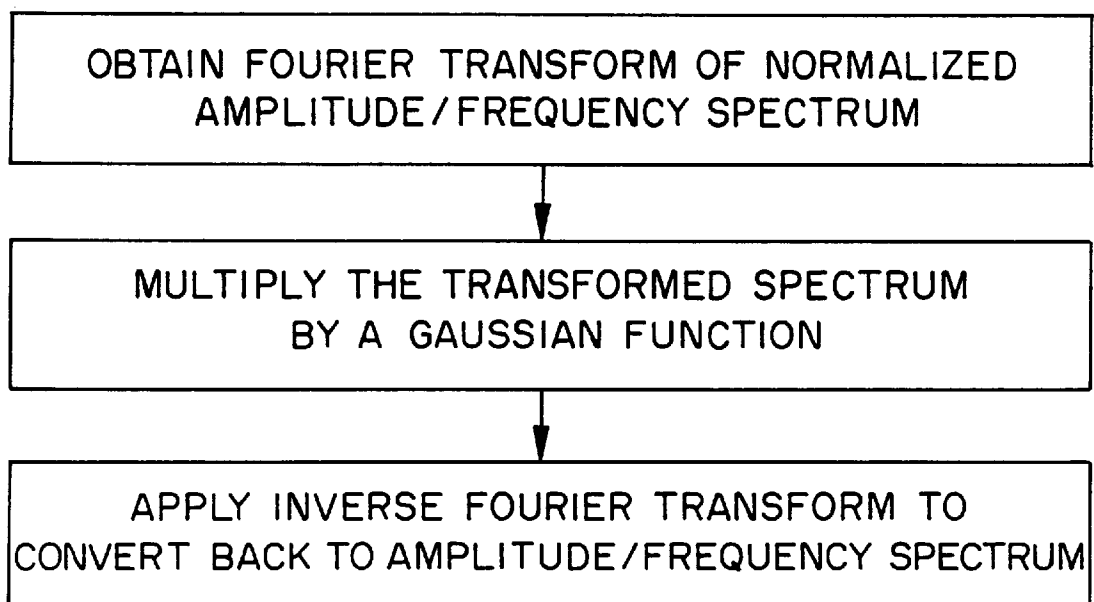 OBTAIN FOURIER TRANSFORM OF NORMALIZED
AMPLITUDE/FREQUENCY SPECTRUM
MULTIPLY THE TRANSFORMED SPECTRUM
BY A GAUSSIAN FUNCTION
APPLY INVERSE FOURIER TRANSFORM TO
CONVERT BACK TO AMPLITUDE/FREQUENCY SPECTRUM